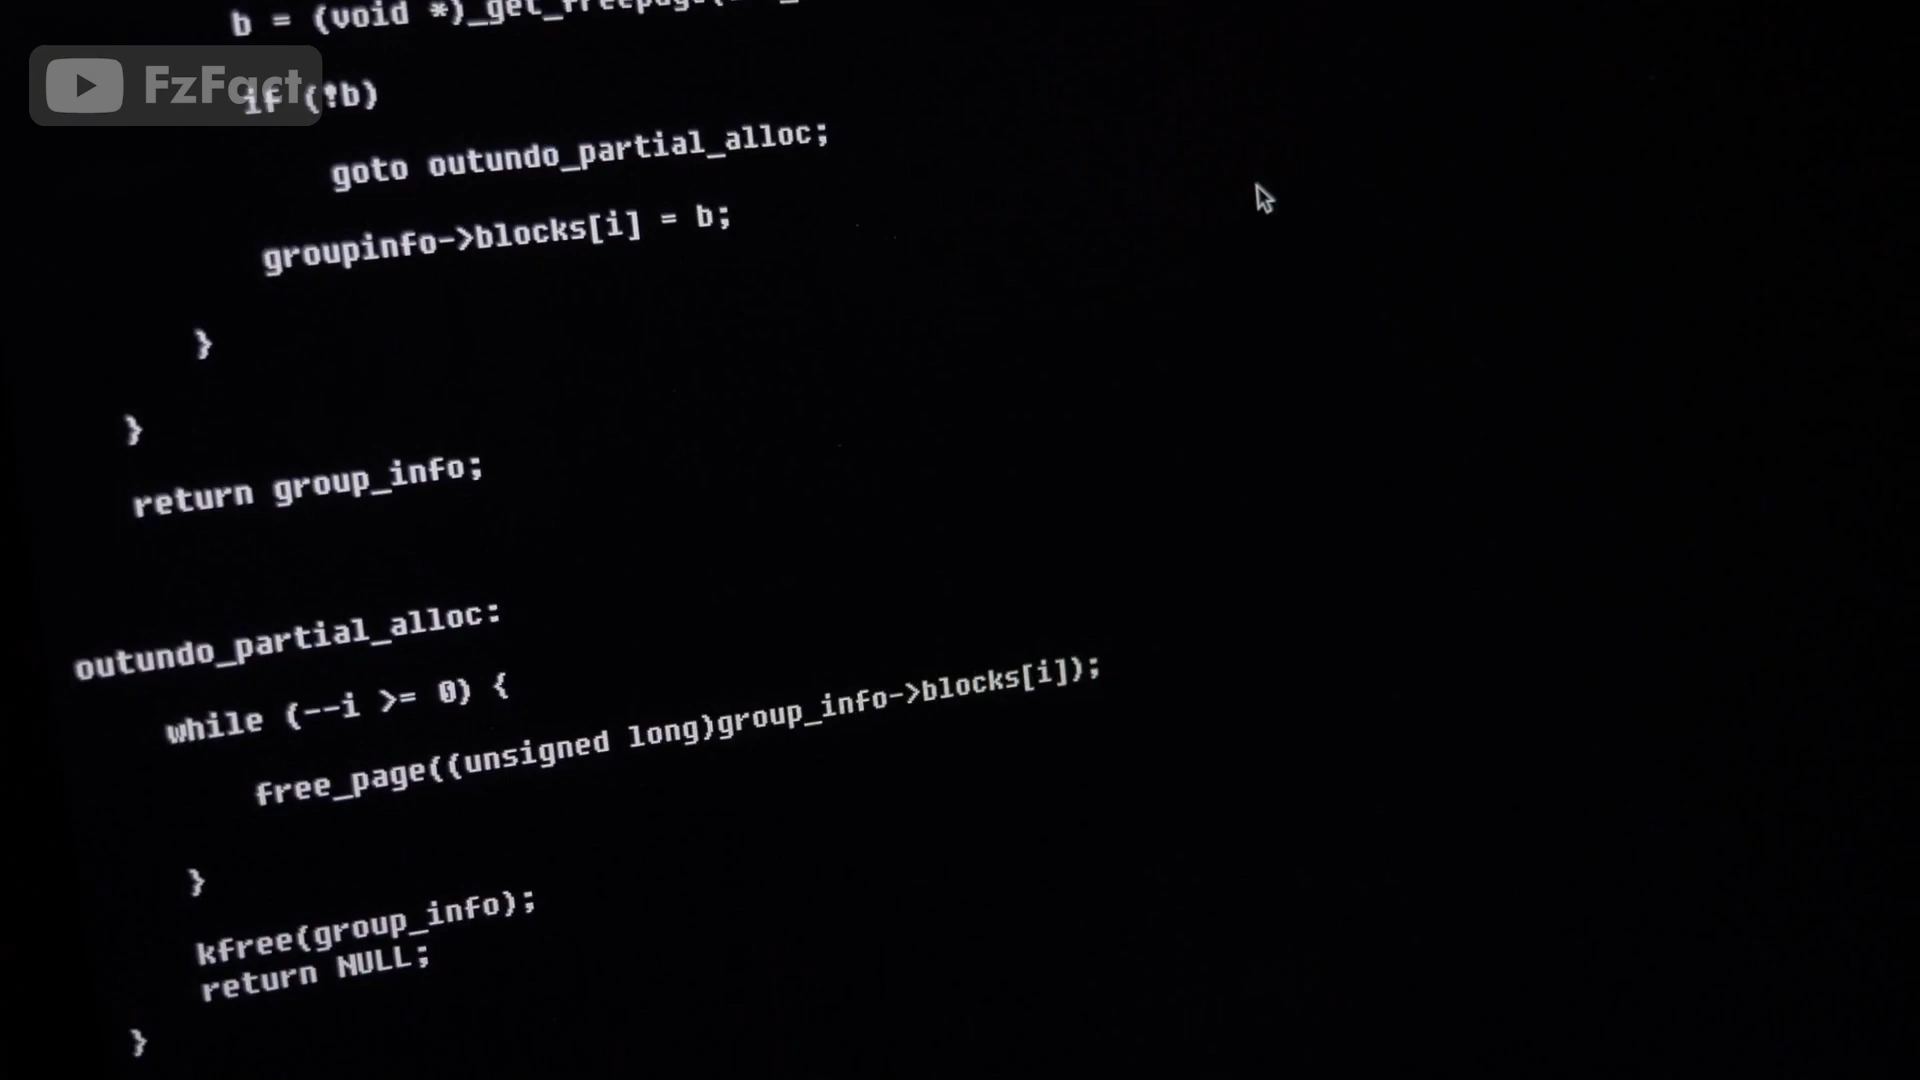 b = (void *)_get_freepage(
FzFact
if (!b)
goto outundo_partial_alloc;
groupinfo->blocks[i] = b;
}
}
return group_info;
outundo_partial_alloc:
while (--i >= 0) {
free_page((unsigned long)group_info->blocks[i]);
}
kfree(group_info);
return NULL;
}